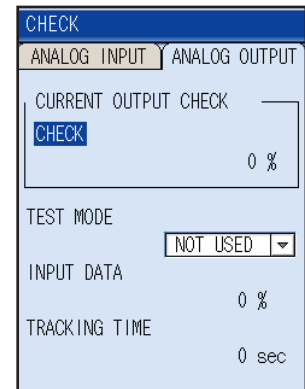 CHECK
ANALOG INPUT ANALOG OUTPUT
CURRENT OUTPUT CHECK
CHECK
0 %
TEST MODE
NOT USED
INPUT DATA
0 %
TRACKING TIME
0 sec